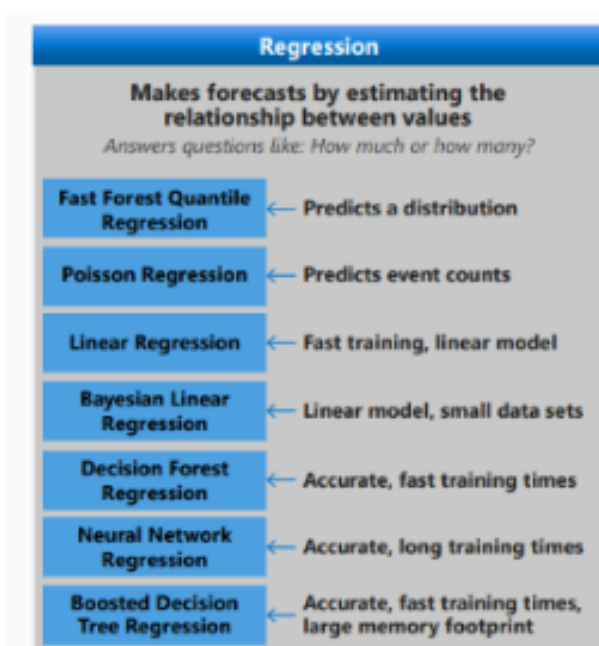 Regression
Makes forecasts by estimating the
relationship between values
Answers questions like: How much or how many?
Fast Forest Quantile
Regression
← Predicts a distribution
Poisson Regression
← Predicts event counts
Linear Regression
← Fast training, linear model
Bayesian Linear
Regression
← Linear model, small data sets
Decision Forest
Regression
← Accurate, fast training times
Neural Network
Regression
← Accurate, long training times
Boosted Decision
Tree Regression
← Accurate, fast training times,
large memory footprint